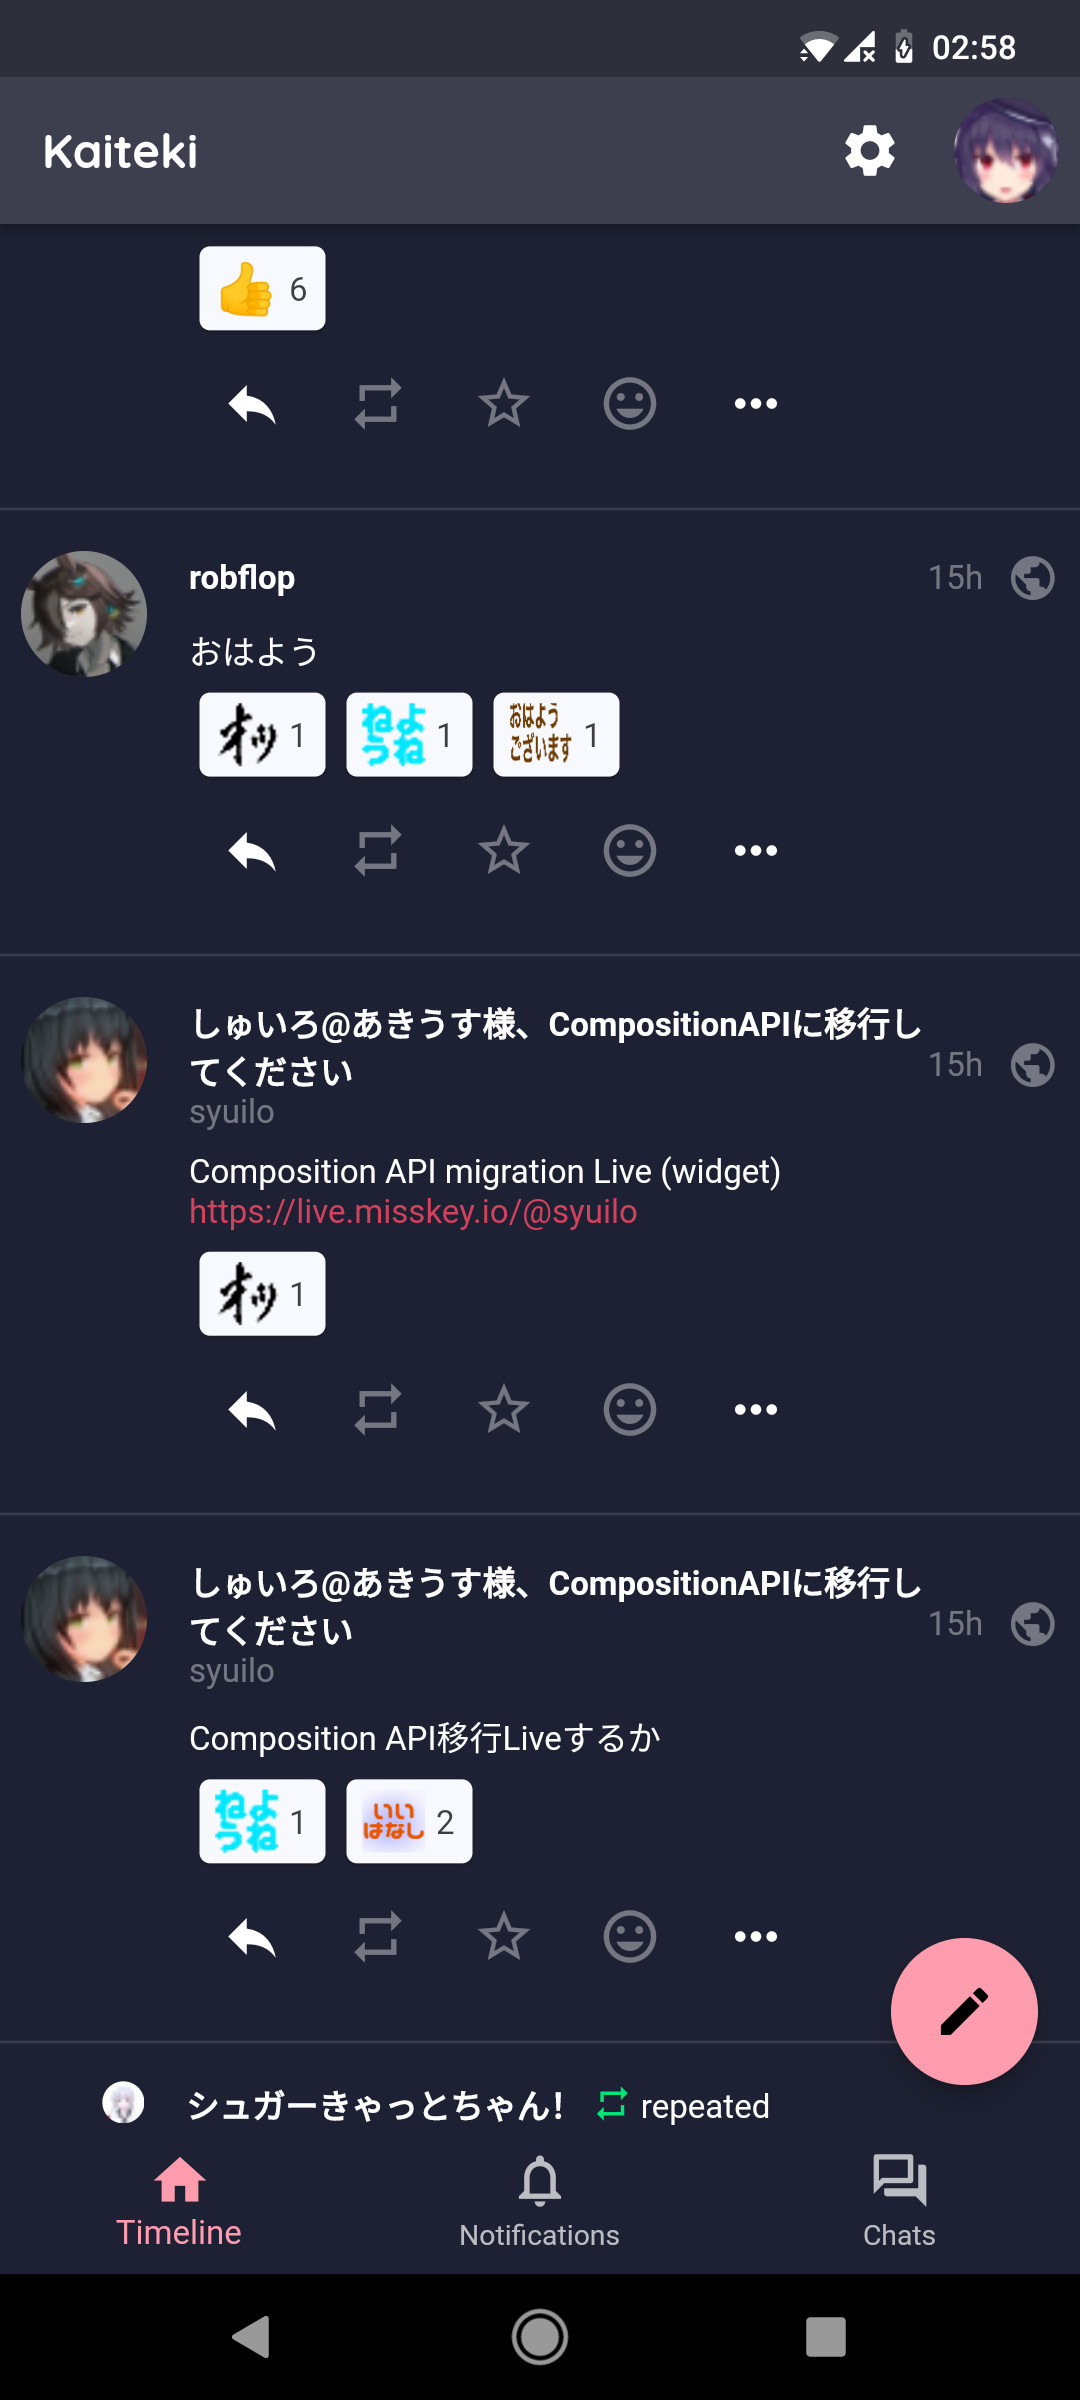 02:58
Kaiteki
6
robflop
15h
おはよう
オッ 1
ねよ
うね 1
おはよう
ございます 1
しゅいろ@あきうす様、CompositionAPIに移行し
てください
15h
syuilo
Composition API migration Live (widget)
https://live.misskey.io/@syuilo
オッ 1
しゅいろ@あきうす様、CompositionAPIに移行し
てください
15h
syuilo
Composition API移行Liveするか
ねよ
うね 1
いい
はなし 2
シュガーきゃっとちゃん! repeated
Timeline
Notifications
Chats